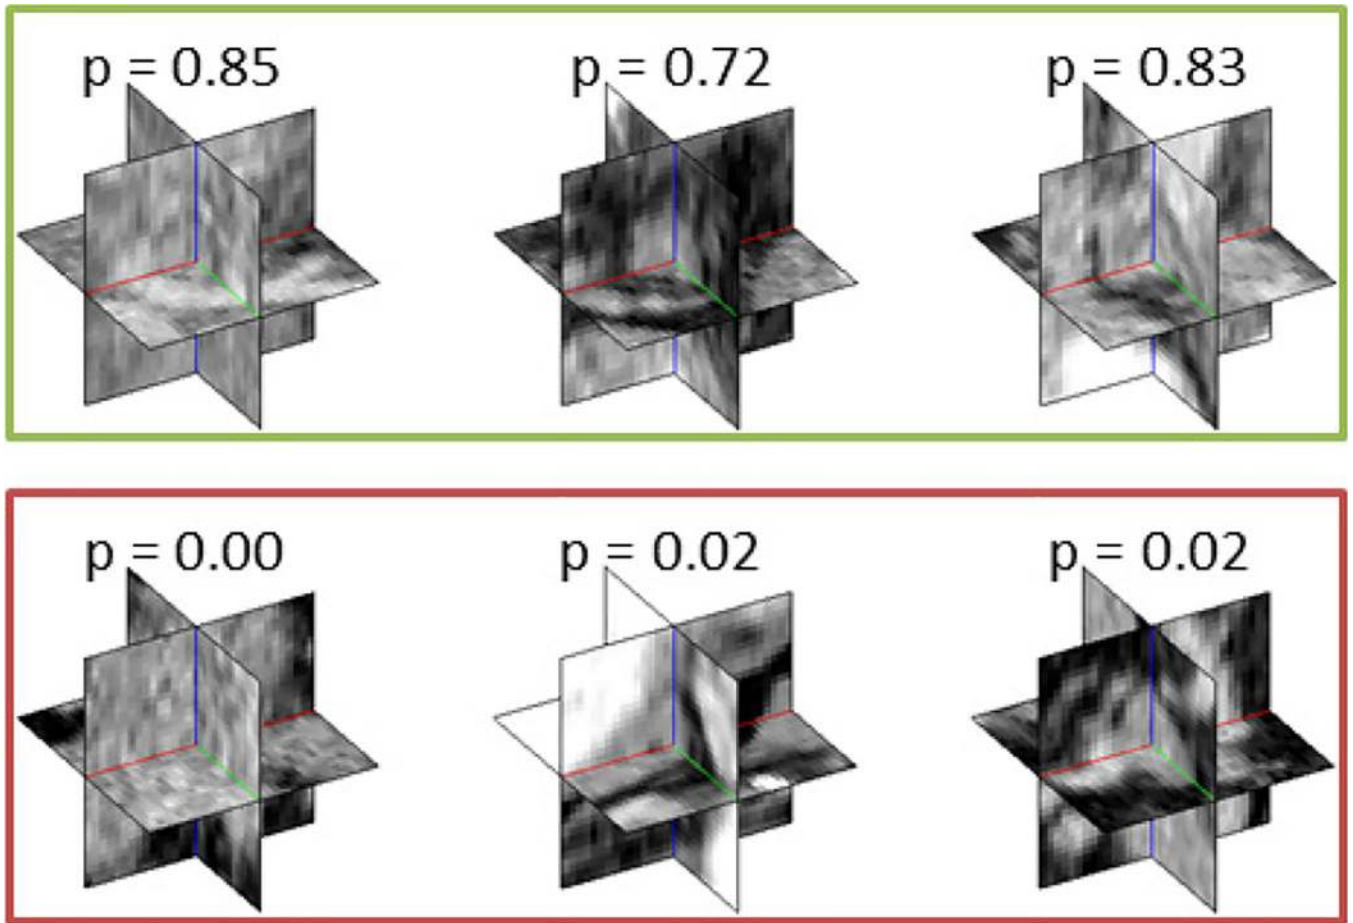 p = 0.85
p = 0.72
p = 0.83
p = 0.00
p = 0.02
p = 0.02